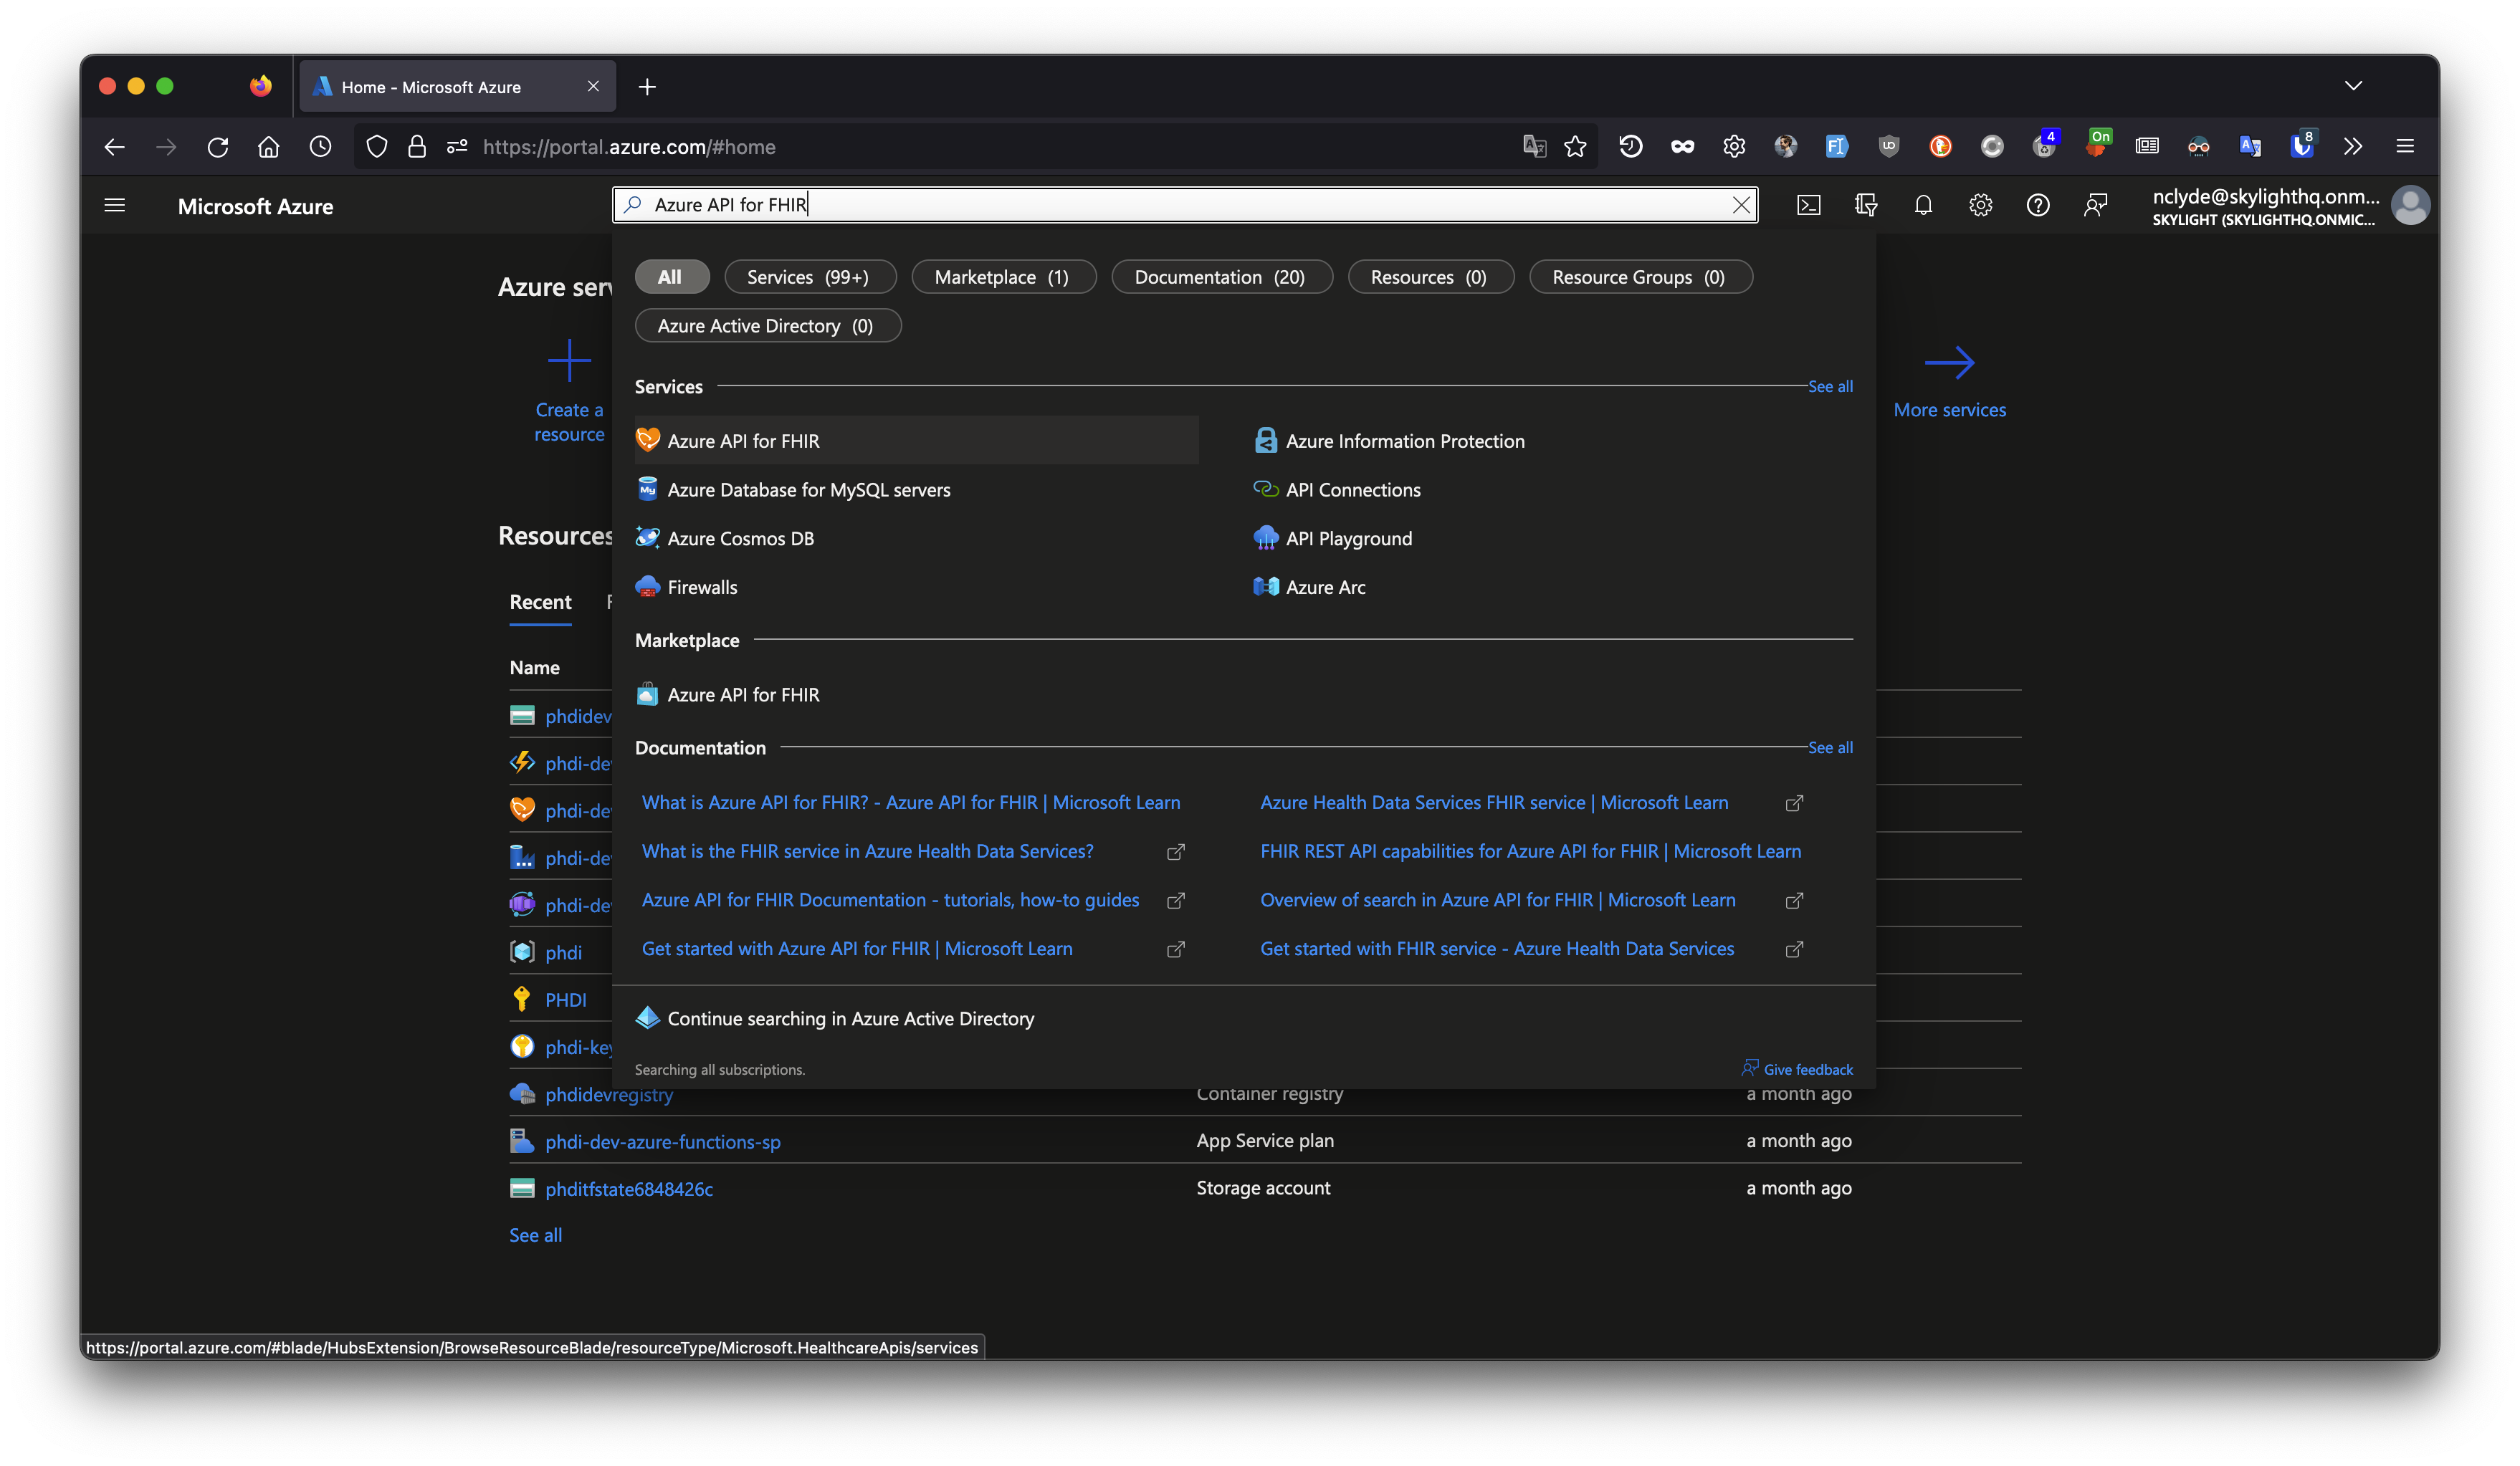 Home - Microsoft Azure
https://portal.azure.com/#home
4
On
8
Microsoft Azure
Azure API for FHIR
nclyde@skylighthq.onm...
SKYLIGHT (SKYLIGHTHQ.ONMIC...
All
Services (99+)
Marketplace (1)
Documentation (20)
Resources (0)
Resource Groups (0)
Azure Active Directory (0)
Azure serv
Create a
resource
More services
Services
See all
Azure API for FHIR
Azure Information Protection
Azure Database for MySQL servers
API Connections
Azure Cosmos DB
API Playground
Firewalls
Azure Arc
Resources
Recent
Name
Marketplace
Azure API for FHIR
Documentation
See all
What is Azure API for FHIR? - Azure API for FHIR | Microsoft Learn
Azure Health Data Services FHIR service | Microsoft Learn
What is the FHIR service in Azure Health Data Services?
FHIR REST API capabilities for Azure API for FHIR | Microsoft Learn
Azure API for FHIR Documentation - tutorials, how-to guides
Overview of search in Azure API for FHIR | Microsoft Learn
Get started with Azure API for FHIR | Microsoft Learn
Get started with FHIR service - Azure Health Data Services
Continue searching in Azure Active Directory
Searching all subscriptions.
Give feedback
phdidev
phdi-de
phdi-de
phdi-de
phdi-de
phdi
PHDI
phdi-key
phdidevregistry
Container registry
a month ago
phdi-dev-azure-functions-sp
App Service plan
a month ago
phditfstate6848426c
Storage account
a month ago
See all
https://portal.azure.com/#blade/HubsExtension/BrowseResourceBlade/resourceType/Microsoft.HealthcareApis/services